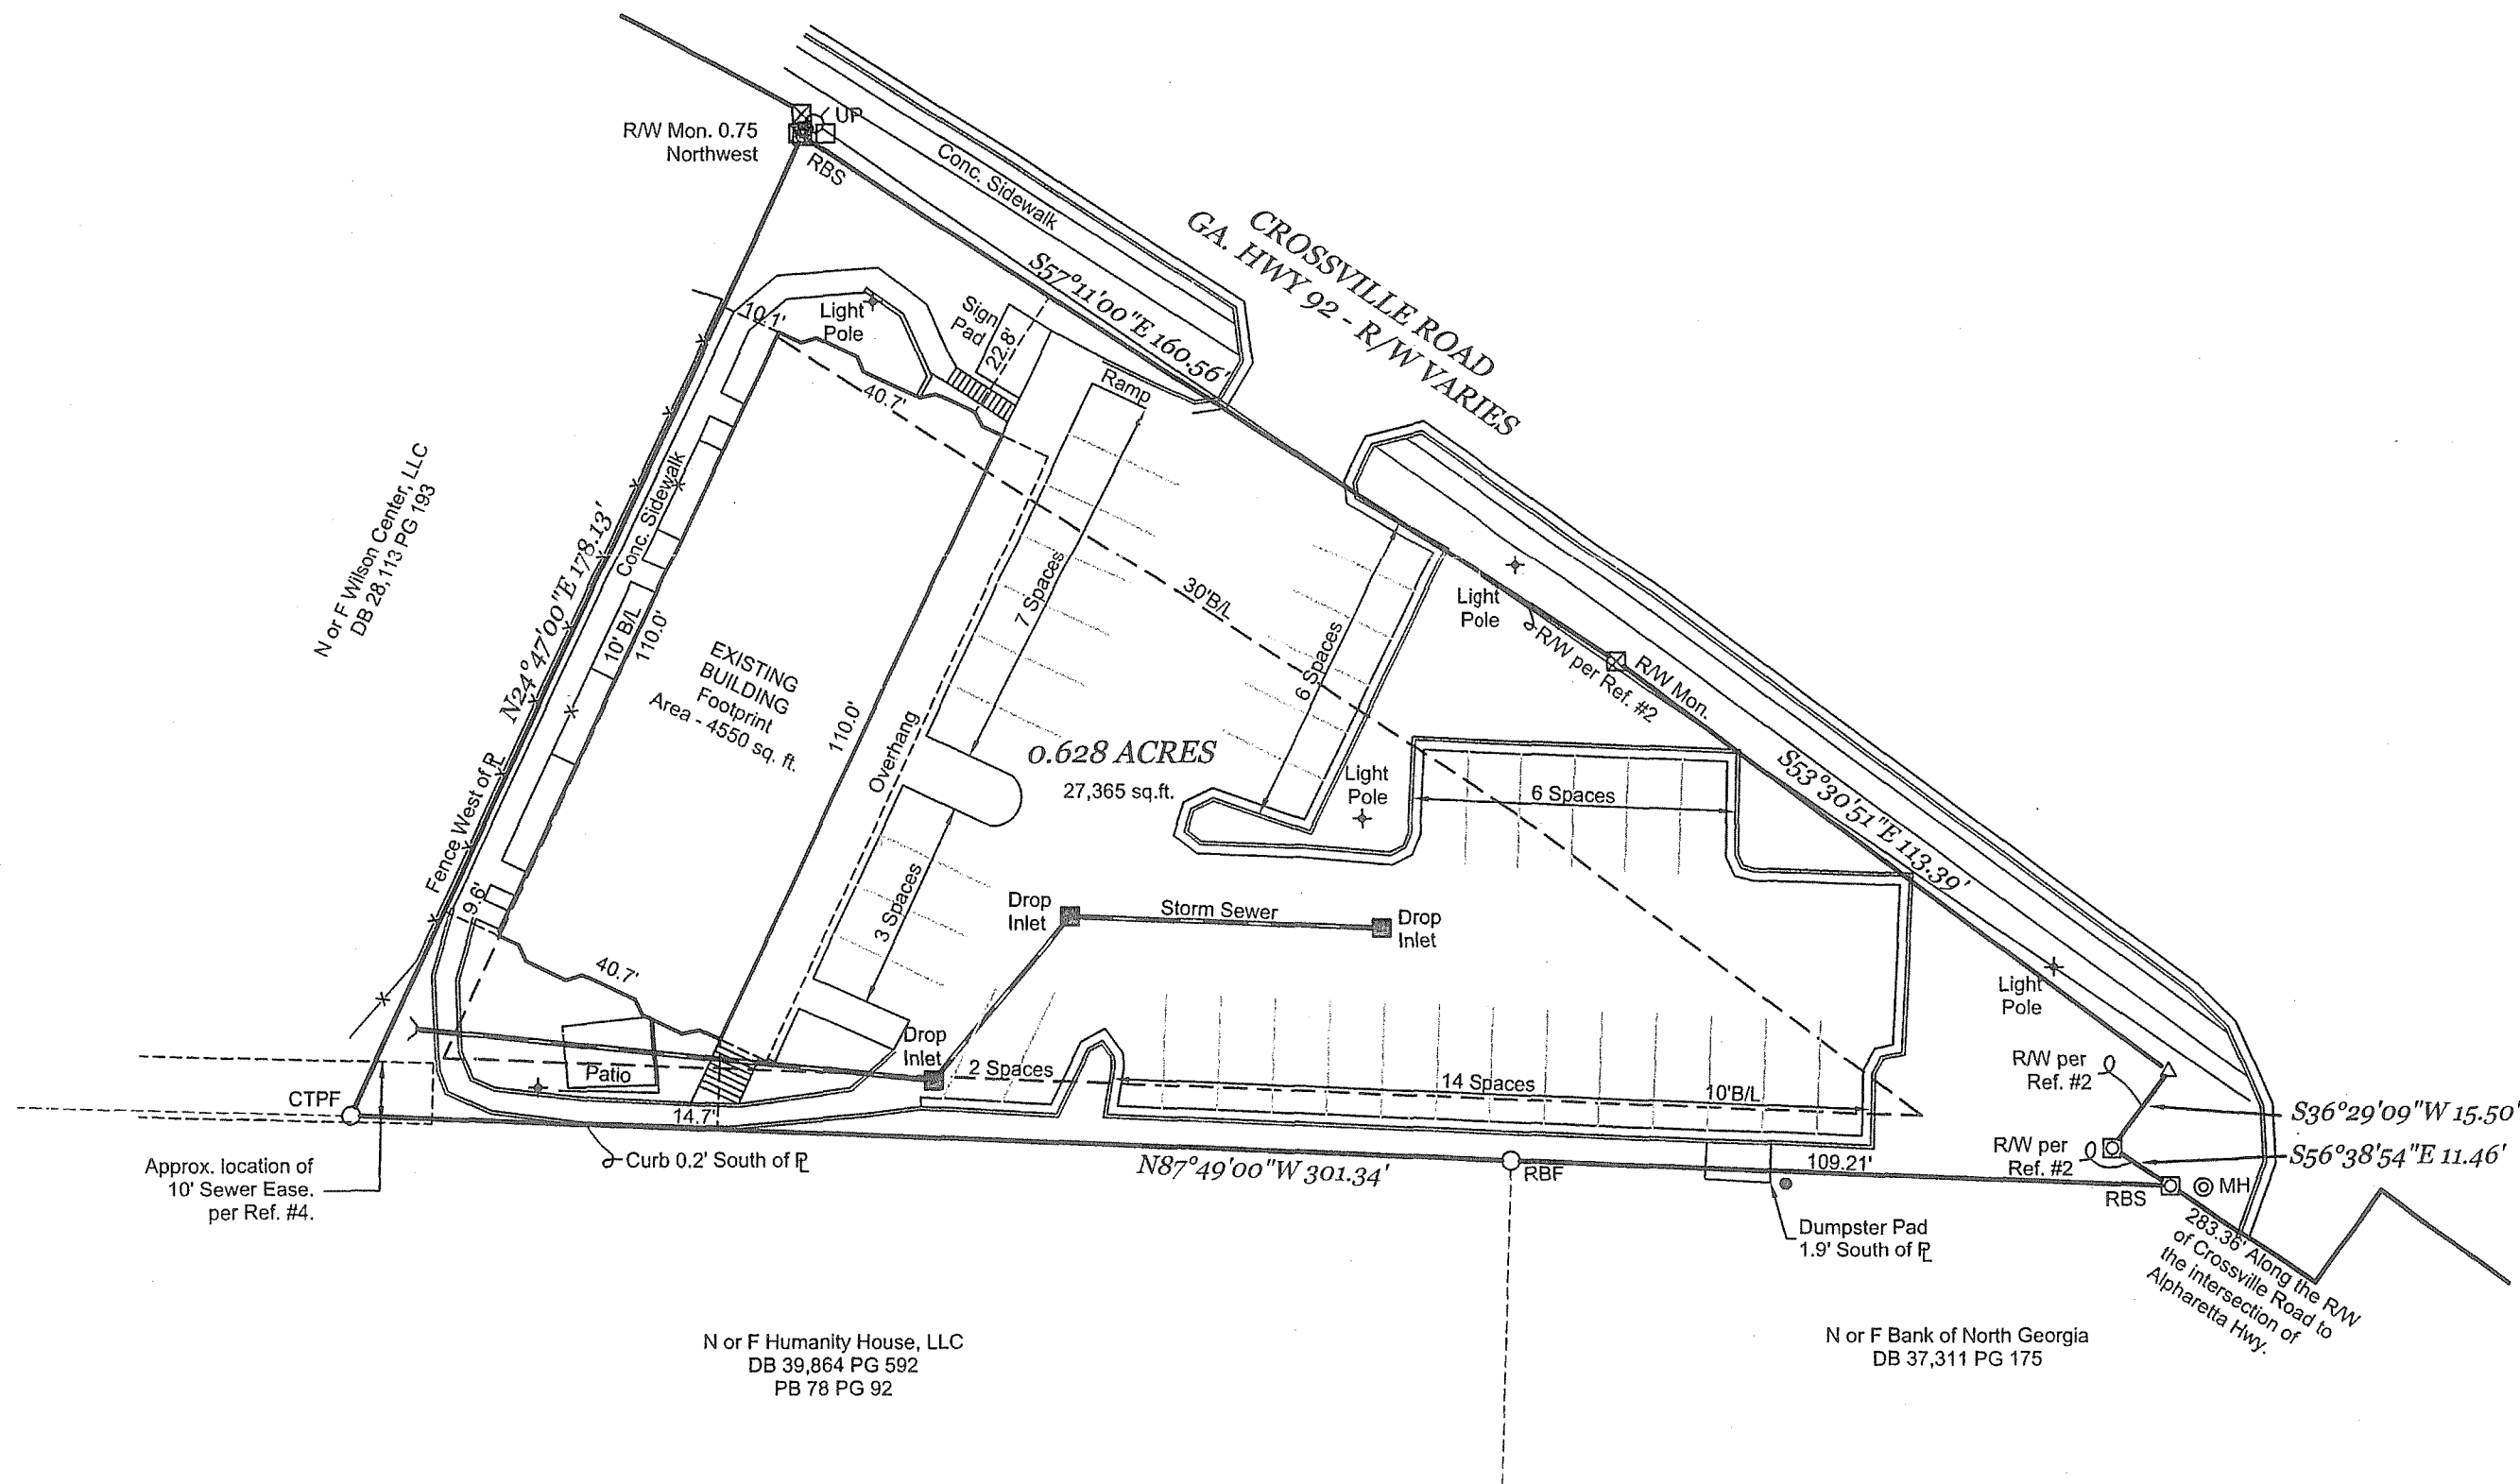 UP
R/W Mon. 0.75
Northwest
RBS
Conc. Sidewalk
CROSSVILLE ROAD
GA. HWY 92 - R/W VARIES
S57°11'00"E 160.56'
10.1'
Light
Pole
Sign
Pad
22.8'
Ramp
40.7'
N or F Wilson Center, LLC
DB 28,113 PG 193
N24°47'00"E 178.13'
Conc. Sidewalk
10' B/L
110.0'
EXISTING
BUILDING
Footprint
Area - 4550 sq. ft.
110.0'
Overhang
7 Spaces
30'B/L
6 Spaces
Light
Pole
R/W per Ref. #2
R/W Mon.
0.628 ACRES
27,365 sq.ft.
Light
Pole
6 Spaces
S53°30'51"E 113.39'
Fence West of PL
9.6'
3 Spaces
Drop
Inlet
Storm Sewer
Drop
Inlet
40.7'
Light
Pole
Drop
Inlet
Patio
2 Spaces
14 Spaces
10'B/L
R/W per
Ref. #2
CTPF
14.7'
S36°29'09"W 15.50'
R/W per
Ref. #2
S56°38'54"E 11.46'
Approx. location of
10' Sewer Ease.
per Ref. #4.
Curb 0.2' South of PL
N87°49'00"W 301.34'
RBF
109.21'
RBS
MH
Dumpster Pad
1.9' South of PL
283.36' Along the R/W
of Crossville Road to
the intersection of
Alpharetta Hwy.
N or F Humanity House, LLC
DB 39,864 PG 592
PB 78 PG 92
N or F Bank of North Georgia
DB 37,311 PG 175